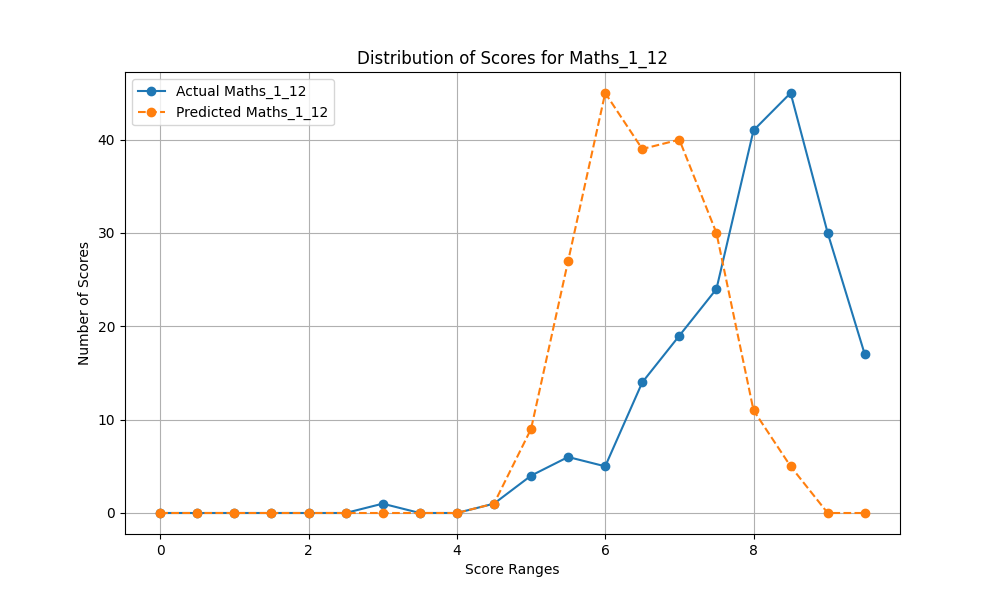 Distribution of Scores for Maths_1_12
Actual Maths_1_12
Predicted Maths_1_12
Number of Scores
40
30
20
10
0
0 2 4 6 8
Score Ranges